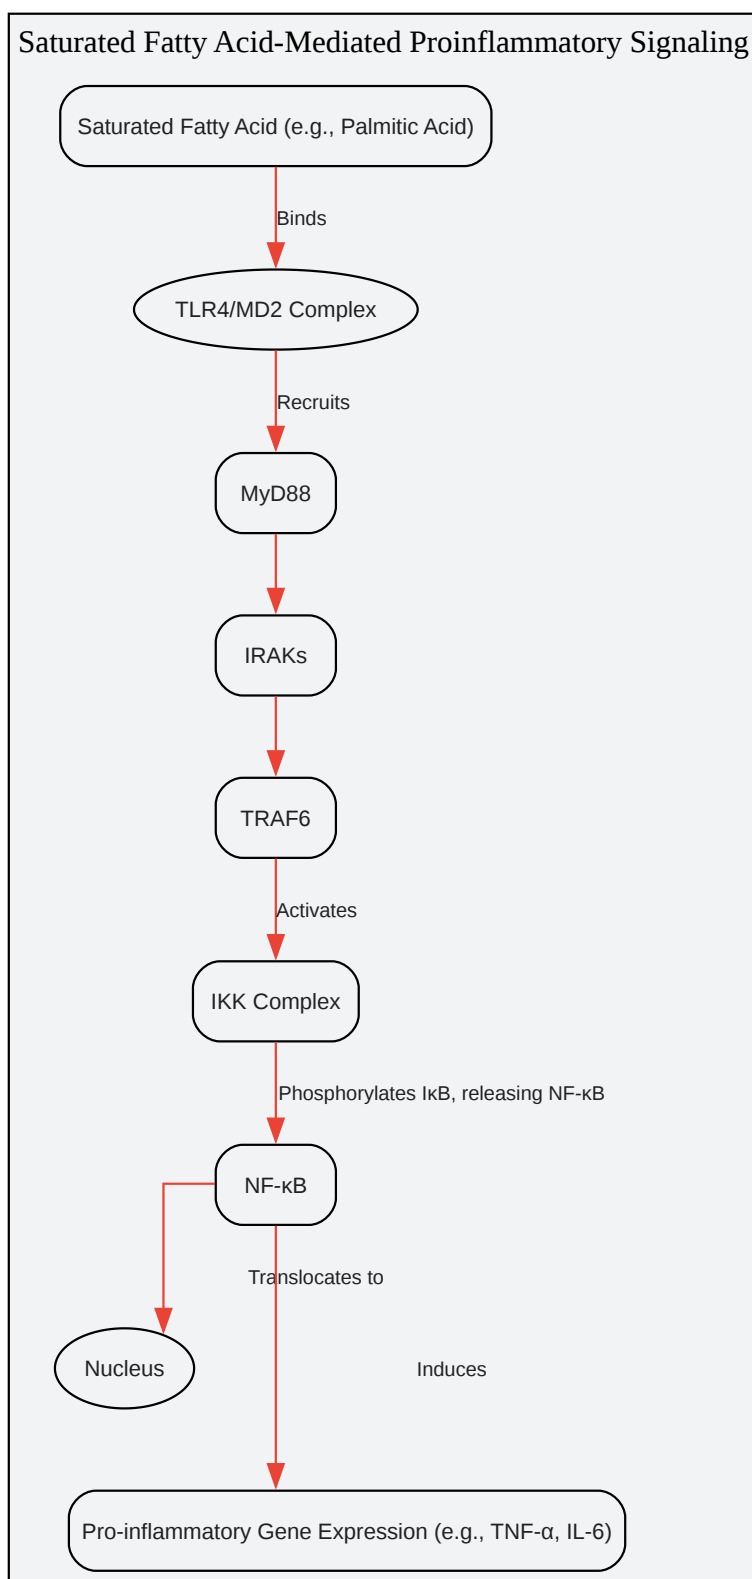 Saturated Fatty Acid-Mediated Proinflammatory Signaling
Saturated Fatty Acid (e.g., Palmitic Acid)
Binds
TLR4/MD2 Complex
Recruits
MyD88
IRAKs
TRAF6
Activates
IKK Complex
Phosphorylates IκB, releasing NF-κB
NF-κB
Translocates to
Nucleus
Induces
Pro-inflammatory Gene Expression (e.g., TNF-α, IL-6)